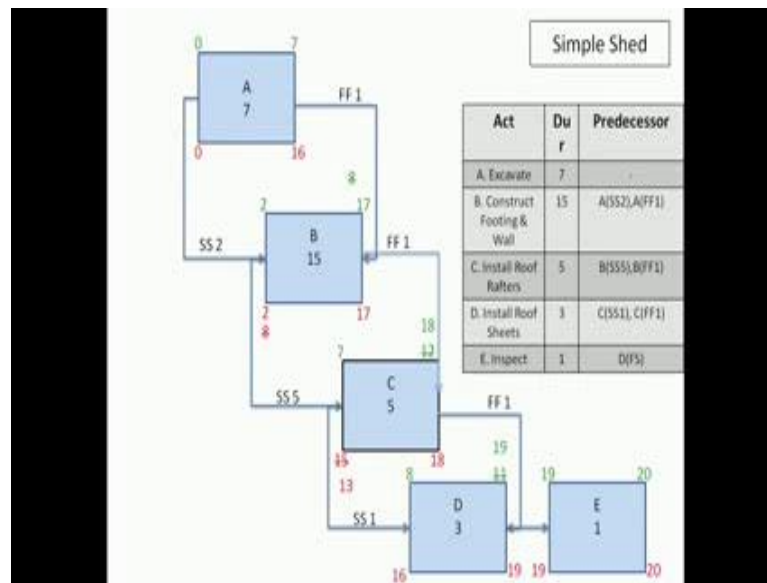 Simple Shed
0 7
A
7
0 16
FF 1
SS 2
8
2 17
B
15
2 17
8
FF 1
SS 5
18
12
7
C
5
15 18
13
FF 1
SS 1
19
8 11
D
3
16 19
19 20
E
1
19 20
Act Du r Predecessor
A. Excavate 7 -
B. Construct Footing & Wall 15 A(SS2),A(FF1)
C. Install Roof Rafters 5 B(SS5),B(FF1)
D. Install Roof Sheets 3 C(SS1), C(FF1)
E. Inspect 1 D(FS)